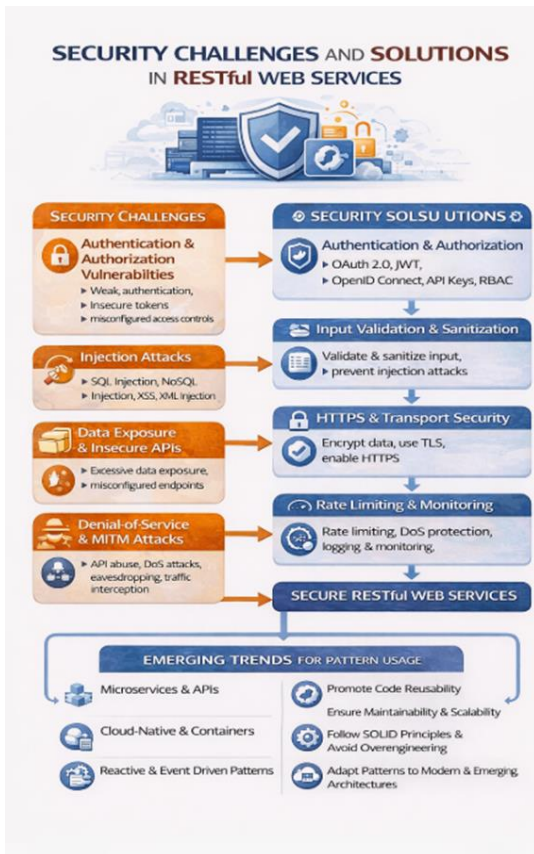 SECURITY CHALLENGES AND SOLUTIONS
IN RESTful WEB SERVICES
SECURITY CHALLENGES
Authentication &
Authorization
Vulnerabilties
▸ Weak, authentication,
▸ Insecure tokens
▸ misconfigured access controls
Injection Attacks
▸ SQL Injection, NoSQL
▸ Injection, XSS, XML Injection
Data Exposure
& Insecure APIs
▸ Excessive data exposure,
▸ misconfigured endpoints
Denial-of-Service
& MITM Attacks
▸ API abuse, DoS attacks,
eavesdropping, traffic
interception
SECURITY SOLSU UTIONS
Authentication & Authorization
▸ OAuth 2.0, JWT,
▸ OpenID Connect, API Keys, RBAC
Input Validation & Sanitization
Validate & sanitize input,
▸ prevent injection attacks
HTTPS & Transport Security
Encrypt data, use TLS,
enable HTTPS
Rate Limiting & Monitoring
Rate limiting, DoS protection,
logging & monitoring,
SECURE RESTful WEB SERVICES
EMERGING TRENDS FOR PATTERN USAGE
Microservices & APIs
Cloud-Native & Containers
Reactive & Event Driven Patterns
Promote Code Reusability
Ensure Maintainability & Scalability
Follow SOLID Principles &
Avoid Overengineering
Adapt Patterns to Modern & Emerging
Architectures